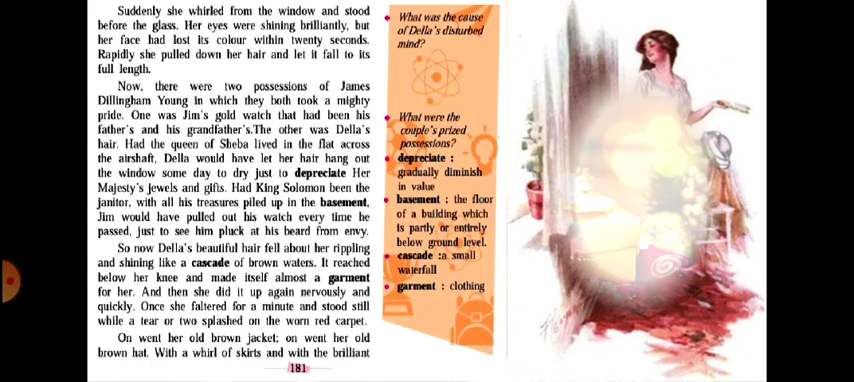 Suddenly she whirled from the window and stood
before the glass. Her eyes were shining brilliantly, but
her face had lost its colour within twenty seconds.
Rapidly she pulled down her hair and let it fall to its
full length.
Now, there were two possessions of James
Dillingham Young in which they both took a mighty
pride. One was Jim's gold watch that had been his
father's and his grandfather's.The other was Della's
hair. Had the queen of Sheba lived in the flat across
the airshaft, Della would have let her hair hang out
the window some day to dry just to depreciate Her
Majesty's jewels and gifts. Had King Solomon been the
janitor, with all his treasures piled up in the basement,
Jim would have pulled out his watch every time he
passed, just to see him pluck at his beard from envy.
So now Della's beautiful hair fell about her rippling
and shining like a cascade of brown waters. It reached
below her knee and made itself almost a garment
for her. And then she did it up again nervously and
quickly. Once she faltered for a minute and stood still
while a tear or two splashed on the worn red carpet.
On went her old brown jacket; on went her old
brown hat. With a whirl of skirts and with the brilliant
181
What was the cause
of Della's disturbed
mind?
What were the
couple's prized
possessions?
depreciate :
gradually diminish
in value
basement : the floor
of a building which
is partly or entirely
below ground level.
cascade :a small
waterfall
garment : clothing